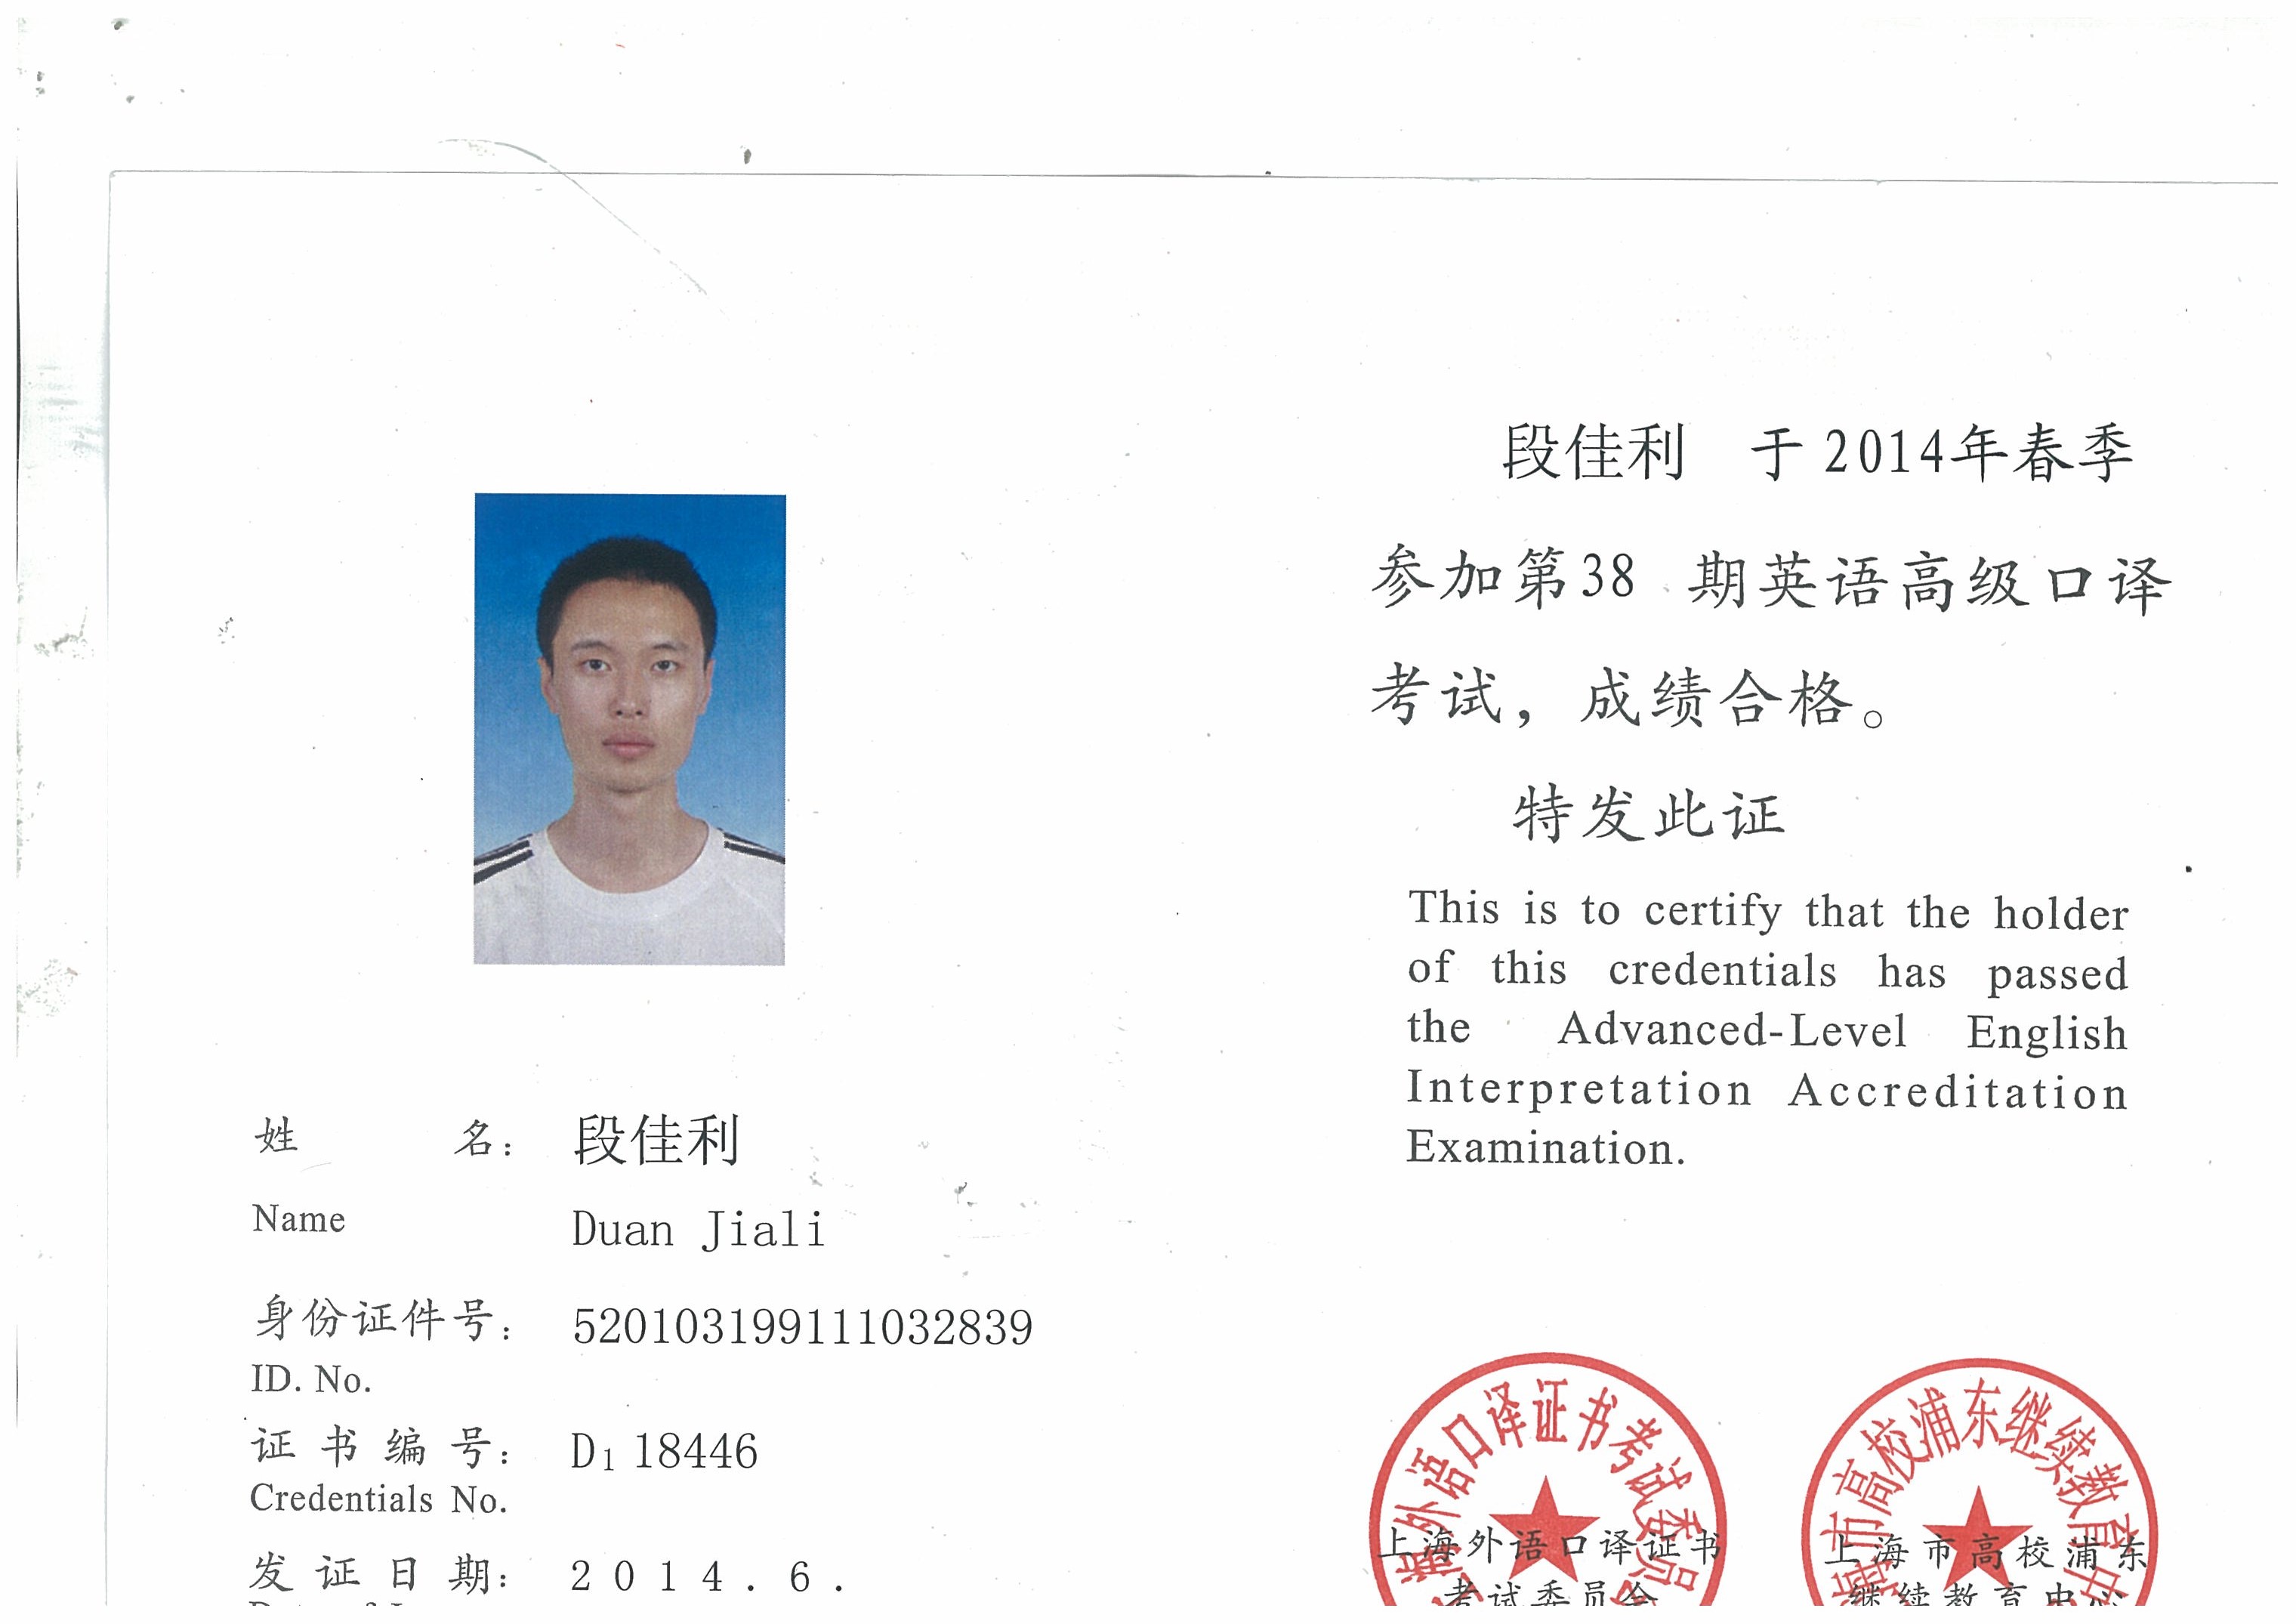 段佳利 于 2014年春季
参加第38 期英语高级口译
考试，成绩合格。
特发此证
This is to certify that the holder
of this credentials has passed
the Advanced-Level English
Interpretation Accreditation
Examination.
姓 名： 段佳利
Name Duan Jiali
身份证件号： 520103199111032839
ID. No.
证书编号： D₁ 18446
Credentials No.
发证日期： 2014.6.
外语口译证书考试委员
上海外语口译证书
考试委员会
市高校浦东继续教育中
上海市高校浦东
继续教育中心